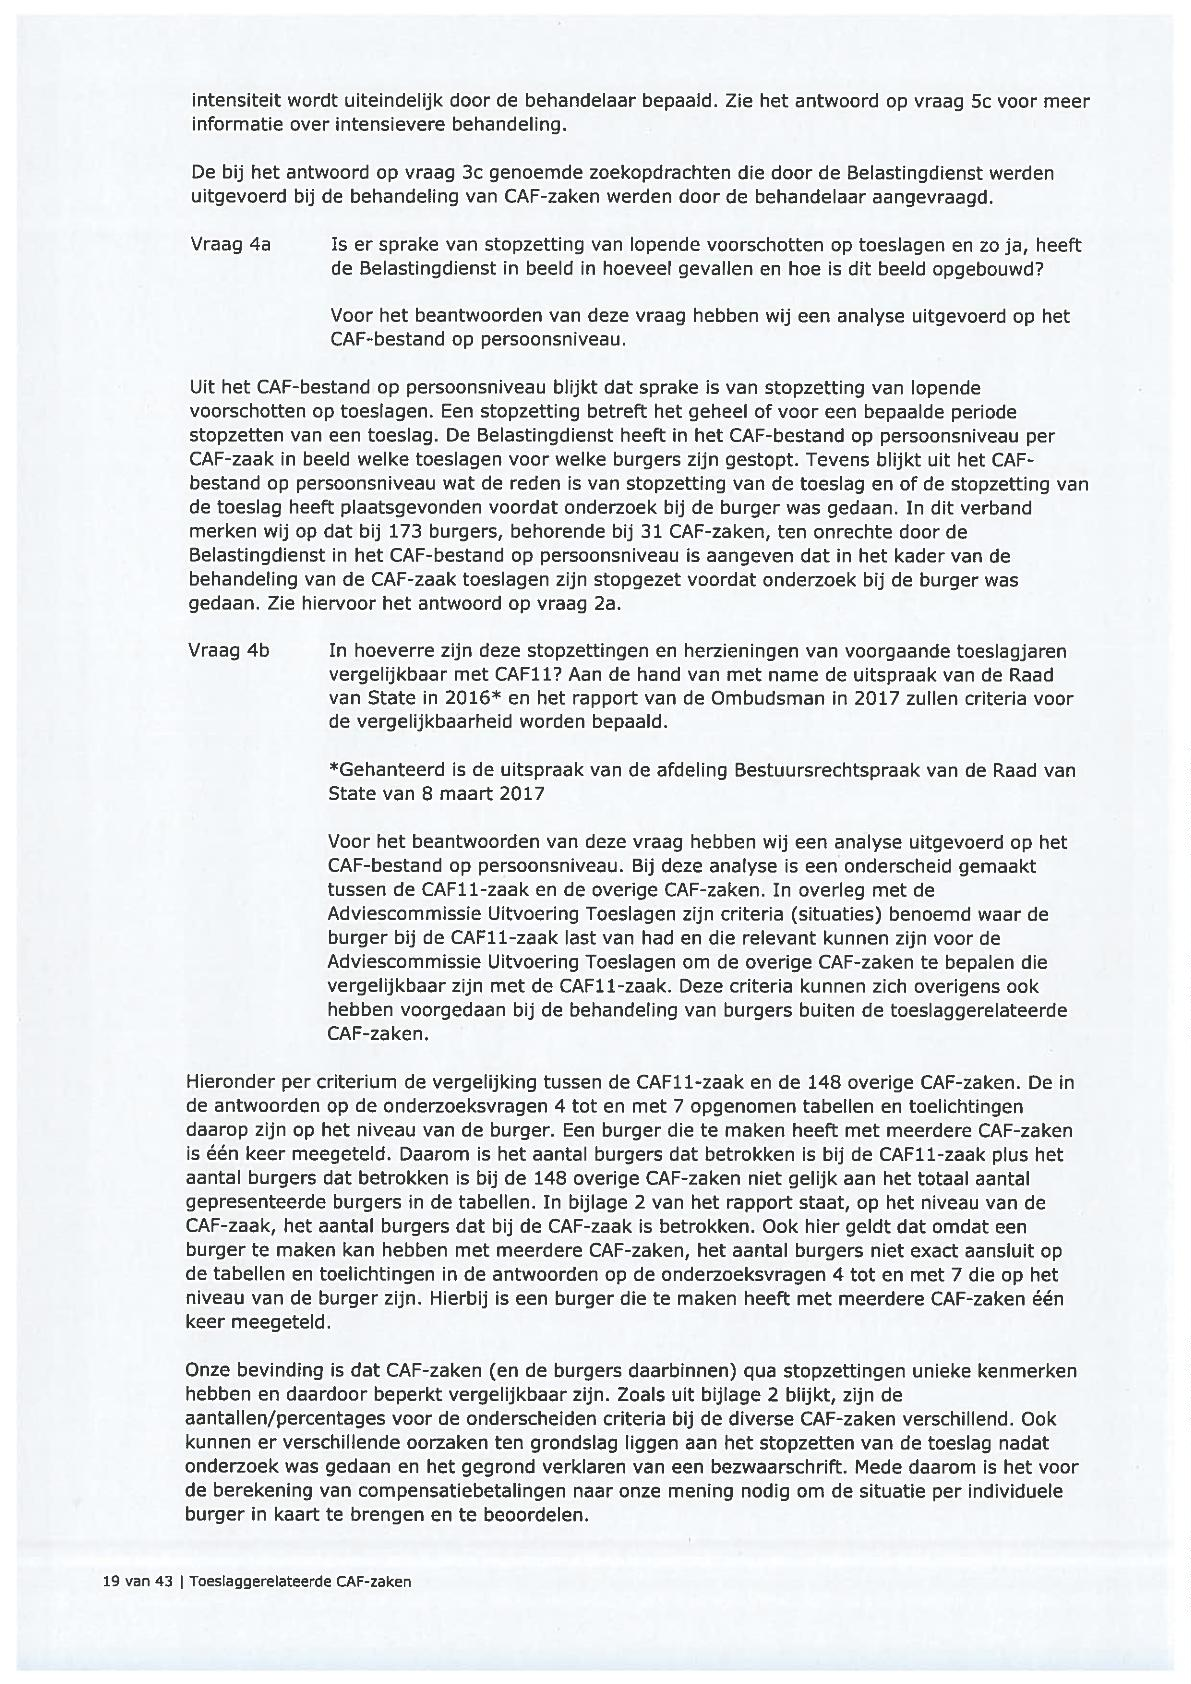 intensiteit wordt uiteindelijk door de behandelaar bepaald. Zie het antwoord op vraag 5c voor meer
informatie over intensievere behandeling.
De bij het antwoord op vraag 3c genoemde zoekopdrachten die door de Belastingdienst werden
uitgevoerd bij de behandeling van CAF-zaken werden door de behandelaar aangevraagd.
Vraag 4a Is er sprake van stopzetting van lopende voorschotten op toeslagen en zo ja, heeft
de Belastingdienst in beeld in hoeveel gevallen en hoe is dit beeld opgebouwd?
Voor het beantwoorden van deze vraag hebben wij een analyse uitgevoerd op het
CAF-bestand op persoonsniveau.
Uit het CAF-bestand op persoonsniveau blijkt dat sprake is van stopzetting van lopende
voorschotten op toeslagen. Een stopzetting betreft het geheel of voor een bepaalde periode
stopzetten van een toeslag. De Belastingdienst heeft in het CAF-bestand op persoonsniveau per
CAF-zaak in beeld welke toeslagen voor welke burgers zijn gestopt. Tevens blijkt uit het CAF-
bestand op persoonsniveau wat de reden is van stopzetting van de toeslag en of de stopzetting van
de toeslag heeft plaatsgevonden voordat onderzoek bij de burger was gedaan. In dit verband
merken wij op dat bij 173 burgers, behorende bij 31 CAF-zaken, ten onrechte door de
Belastingdienst in het CAF-bestand op persoonsniveau is aangeven dat in het kader van de
behandeling van de CAF-zaak toeslagen zijn stopgezet voordat onderzoek bij de burger was
gedaan. Zie hiervoor het antwoord op vraag 2a.
Vraag 4b In hoeverre zijn deze stopzettingen en herzieningen van voorgaande toeslagjaren
vergelijkbaar met CAF11? Aan de hand van met name de uitspraak van de Raad
van State in 2016* en het rapport van de Ombudsman in 2017 zullen criteria voor
de vergelijkbaarheid worden bepaald.
*Gehanteerd is de uitspraak van de afdeling Bestuursrechtspraak van de Raad van
State van 8 maart 2017
Voor het beantwoorden van deze vraag hebben wij een analyse uitgevoerd op het
CAF-bestand op persoonsniveau. Bij deze analyse is een onderscheid gemaakt
tussen de CAF11-zaak en de overige CAF-zaken. In overleg met de
Adviescommissie Uitvoering Toeslagen zijn criteria (situaties) benoemd waar de
burger bij de CAF11-zaak last van had en die relevant kunnen zijn voor de
Adviescommissie Uitvoering Toeslagen om de overige CAF-zaken te bepalen die
vergelijkbaar zijn met de CAF11-zaak. Deze criteria kunnen zich overigens ook
hebben voorgedaan bij de behandeling van burgers buiten de toeslaggerelateerde
CAF-zaken.
Hieronder per criterium de vergelijking tussen de CAF11-zaak en de 148 overige CAF-zaken. De in
de antwoorden op de onderzoeksvragen 4 tot en met 7 opgenomen tabellen en toelichtingen
daarop zijn op het niveau van de burger. Een burger die te maken heeft met meerdere CAF-zaken
is één keer meegeteld. Daarom is het aantal burgers dat betrokken is bij de CAF11-zaak plus het
aantal burgers dat betrokken is bij de 148 overige CAF-zaken niet gelijk aan het totaal aantal
gepresenteerde burgers in de tabellen. In bijlage 2 van het rapport staat, op het niveau van de
CAF-zaak, het aantal burgers dat bij de CAF-zaak is betrokken. Ook hier geldt dat omdat een
burger te maken kan hebben met meerdere CAF-zaken, het aantal burgers niet exact aansluit op
de tabellen en toelichtingen in de antwoorden op de onderzoeksvragen 4 tot en met 7 die op het
niveau van de burger zijn. Hierbij is een burger die te maken heeft met meerdere CAF-zaken één
keer meegeteld.
Onze bevinding is dat CAF-zaken (en de burgers daarbinnen) qua stopzettingen unieke kenmerken
hebben en daardoor beperkt vergelijkbaar zijn. Zoals uit bijlage 2 blijkt, zijn de
aantallen/percentages voor de onderscheiden criteria bij de diverse CAF-zaken verschillend. Ook
kunnen er verschillende oorzaken ten grondslag liggen aan het stopzetten van de toeslag nadat
onderzoek was gedaan en het gegrond verklaren van een bezwaarschrift. Mede daarom is het voor
de berekening van compensatiebetalingen naar onze mening nodig om de situatie per individuele
burger in kaart te brengen en te beoordelen.
19 van 43 | Toeslaggerelateerde CAF-zaken